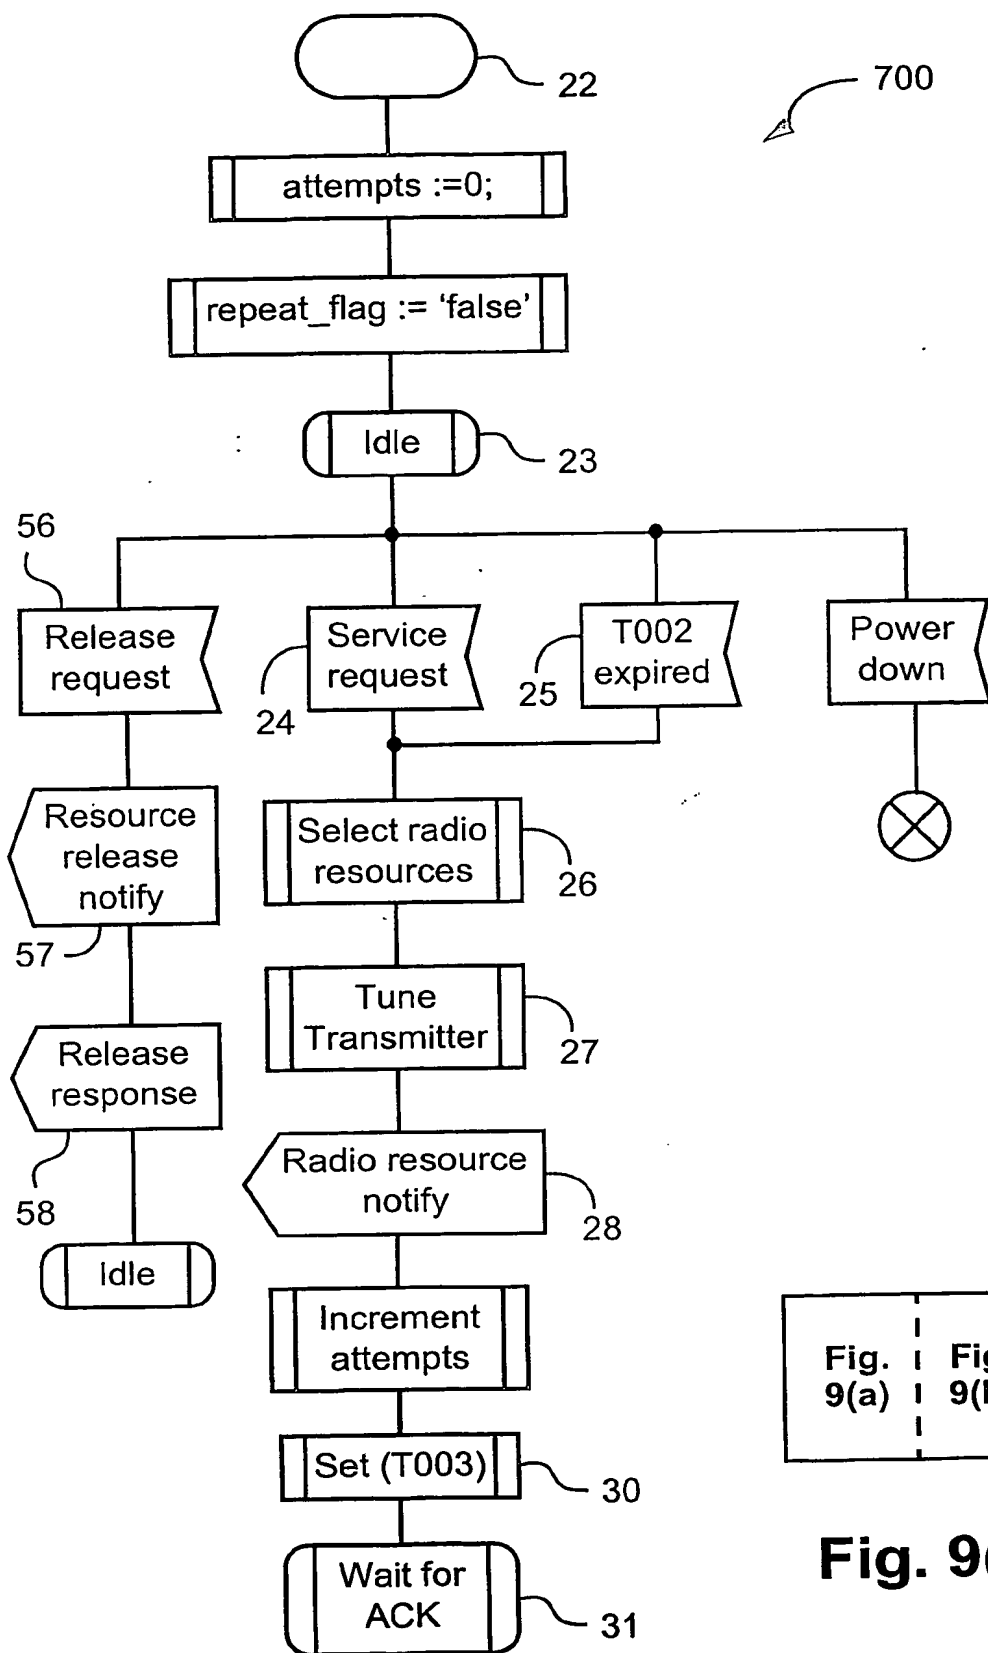 22
700
attempts :=0;
repeat_flag := ‘false’
Idle
23
56
Release
request
Service
request
24
T002
expired
25
Power
down
Resource
release
notify
57
Select radio
resources
26
Tune
Transmitter
27
Release
response
58
Radio resource
notify
28
Idle
Increment
attempts
Set (T003)
30
Wait for
ACK
31
Fig.
9(a)
Fig. 9(